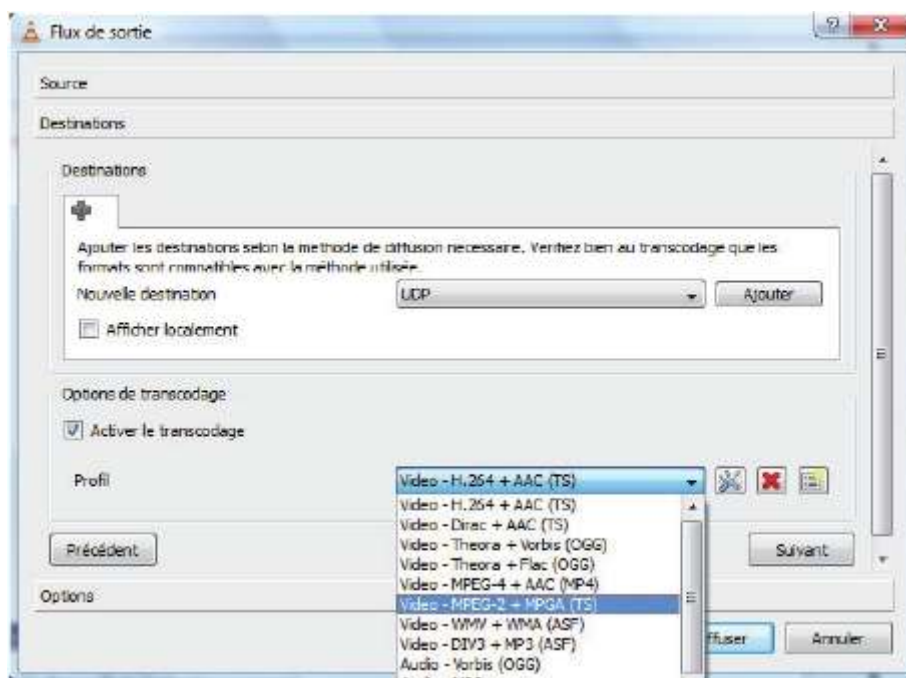 Flux de sortie
Source
Destinations
Destinations
Ajouter les destinations selon la methode de diffusion necessaire. Verifiez bien au transcodage que les
formats sont compatibles avec la méthode utilisée.
Nouvelle destination UDP Ajouter
Afficher localement
Options de transcodage
Activer le transcodage
Profil Video - H.264 + AAC (TS)
Video - H.264 + AAC (TS)
Video - Dirac + AAC (TS)
Video - Theora + Vorbis (OGG)
Video - Theora + Flac (OGG)
Video - MPEG-4 + AAC (MP4)
Video - MPEG-2 + MPGA (TS)
Video - WMV + WMA (ASF)
Video - DIV3 + MP3 (ASF)
Audio - Vorbis (OGG)
Précédent Suivant
Options
ffuser Annuler